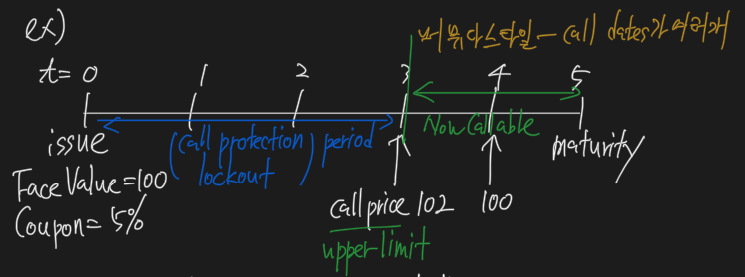 ex)
버뮤다스타일 - Call dates가 여러개
t= 0 1 2 3 4 5
issue
(call protection) period
lockout
Now Callable
maturity
Face Value=100
Coupon= 5%
call price 102
100
upper limit